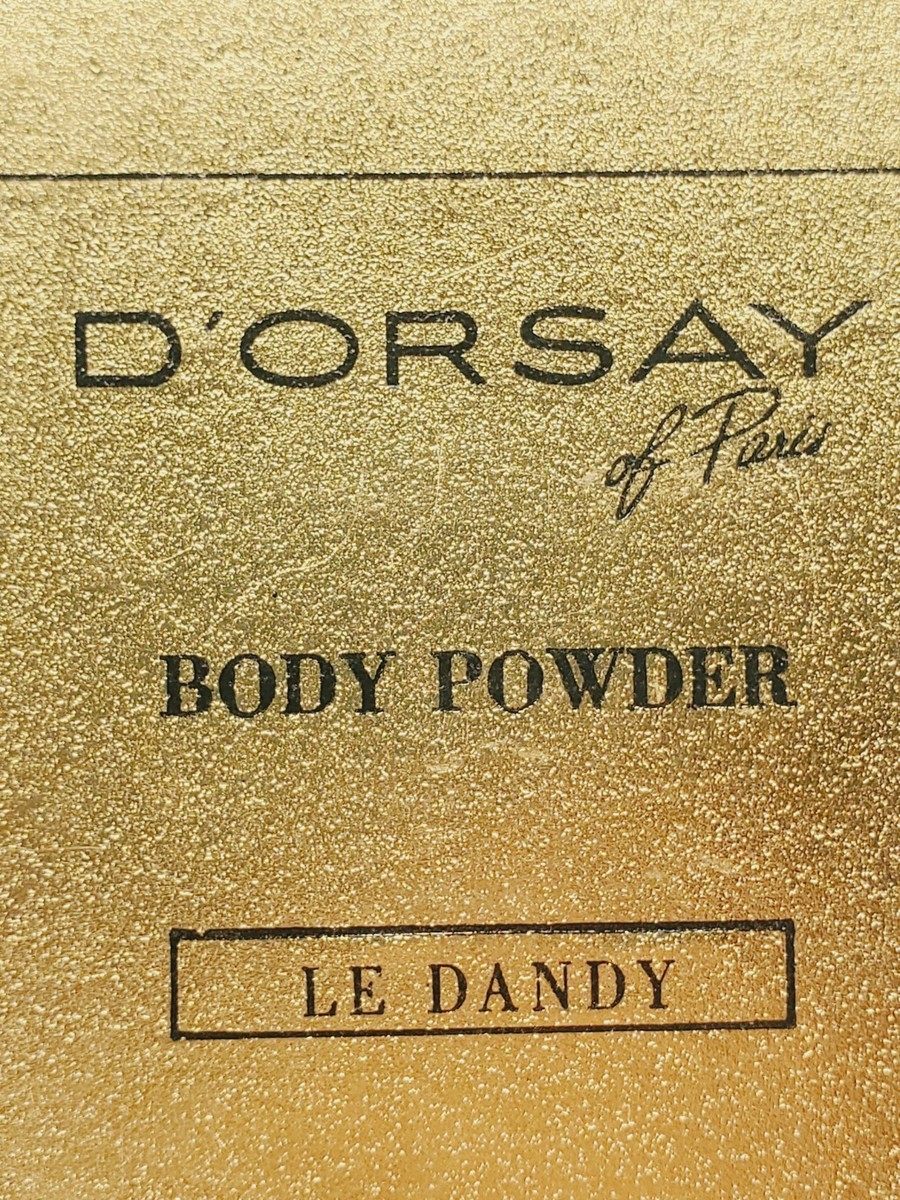 D'ORSAY
of Paris
BODY POWDER
LE DANDY